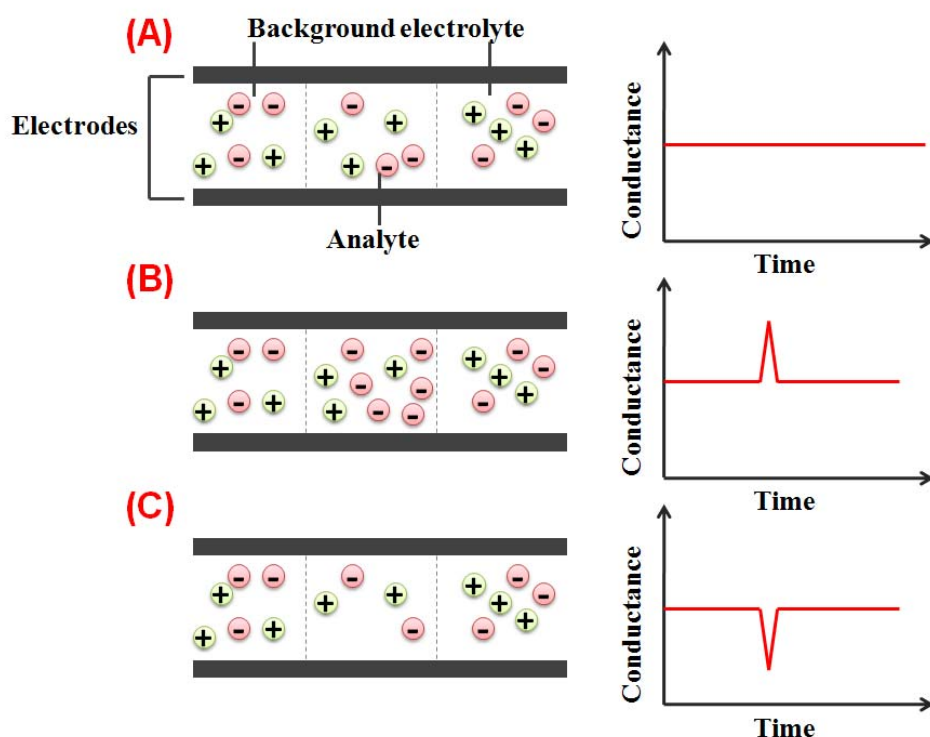 (A)
Background electrolyte
Electrodes
Analyte
Conductance
Time
(B)
Conductance
Time
(C)
Conductance
Time